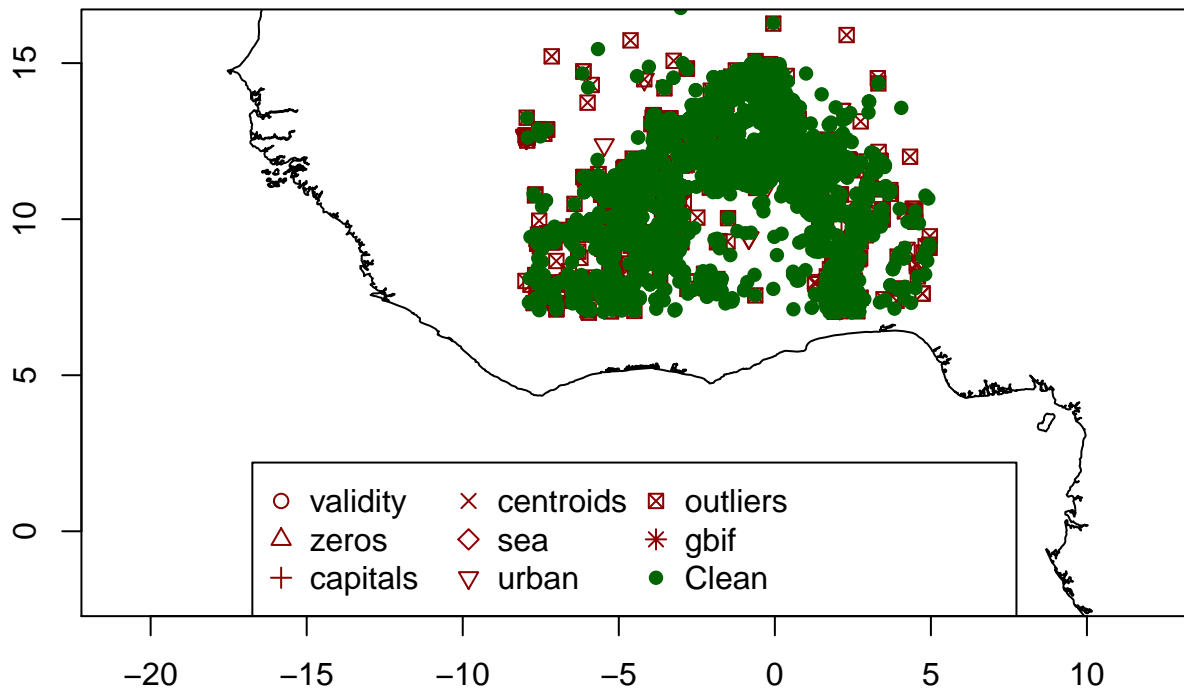 15
10
5
0
validity centroids outliers
zeros sea gbif
capitals urban Clean
−20 −15 −10 −5 0 5 10